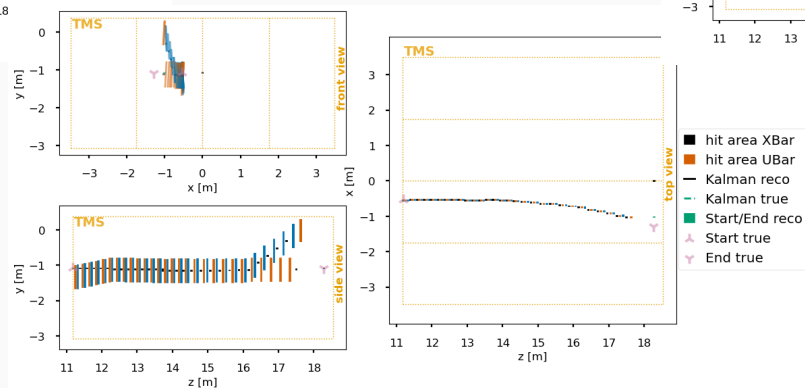 18
TMS
0
−1
−2
−3
y [m]
−3 −2 −1 0 1 2 3
x [m]
front view
TMS
0
−1
−2
−3
y [m]
11 12 13 14 15 16 17 18
z [m]
side view
TMS
3
2
1
0
−1
−2
−3
x [m]
11 12 13 14 15 16 17 18
z [m]
top view
−3
11 12 13
hit area XBar
hit area UBar
Kalman reco
Kalman true
Start/End reco
Start true
End true